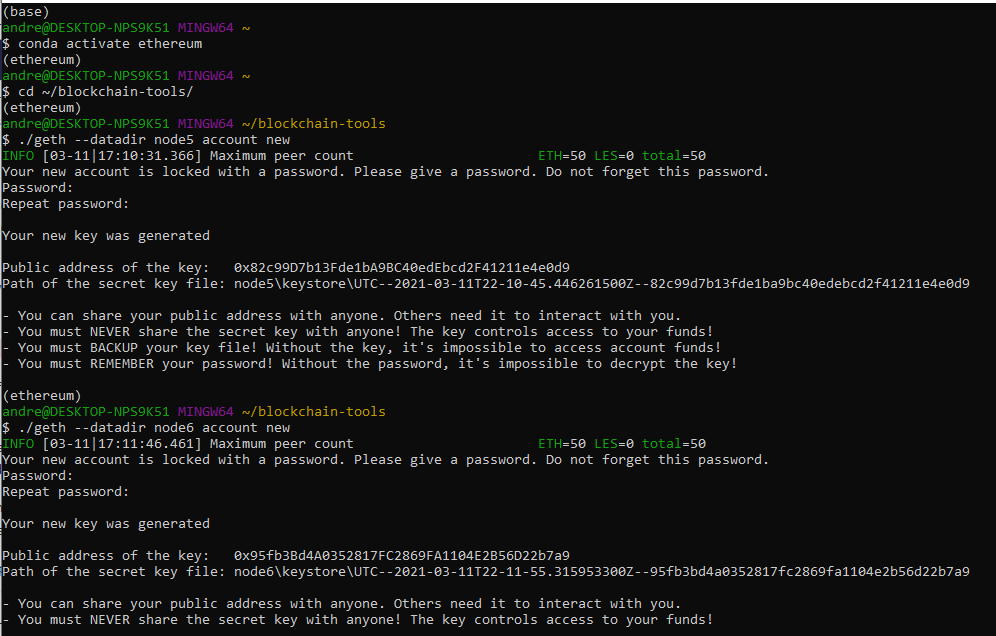 (base)
andre@DESKTOP-NPS9K51 MINGW64 ~
$ conda activate ethereum
(ethereum)
andre@DESKTOP-NPS9K51 MINGW64 ~
$ cd ~/blockchain-tools/
(ethereum)
andre@DESKTOP-NPS9K51 MINGW64 ~/blockchain-tools
$ ./geth --datadir node5 account new
INFO [03-11|17:10:31.366] Maximum peer count ETH=50 LES=0 total=50
Your new account is locked with a password. Please give a password. Do not forget this password.
Password:
Repeat password:
Your new key was generated
Public address of the key: 0x82c99D7b13Fde1bA9BC40edEbcd2F41211e4e0d9
Path of the secret key file: node5\keystore\UTC--2021-03-11T22-10-45.446261500Z--82c99d7b13fde1ba9bc40edebcd2f41211e4e0d9
- You can share your public address with anyone. Others need it to interact with you.
- You must NEVER share the secret key with anyone! The key controls access to your funds!
- You must BACKUP your key file! Without the key, it's impossible to access account funds!
- You must REMEMBER your password! Without the password, it's impossible to decrypt the key!
(ethereum)
andre@DESKTOP-NPS9K51 MINGW64 ~/blockchain-tools
$ ./geth --datadir node6 account new
INFO [03-11|17:11:46.461] Maximum peer count ETH=50 LES=0 total=50
Your new account is locked with a password. Please give a password. Do not forget this password.
Password:
Repeat password:
Your new key was generated
Public address of the key: 0x95fb3Bd4A0352817FC2869FA1104E2B56D22b7a9
Path of the secret key file: node6\keystore\UTC--2021-03-11T22-11-55.315953300Z--95fb3bd4a0352817fc2869fa1104e2b56d22b7a9
- You can share your public address with anyone. Others need it to interact with you.
- You must NEVER share the secret key with anyone! The key controls access to your funds!